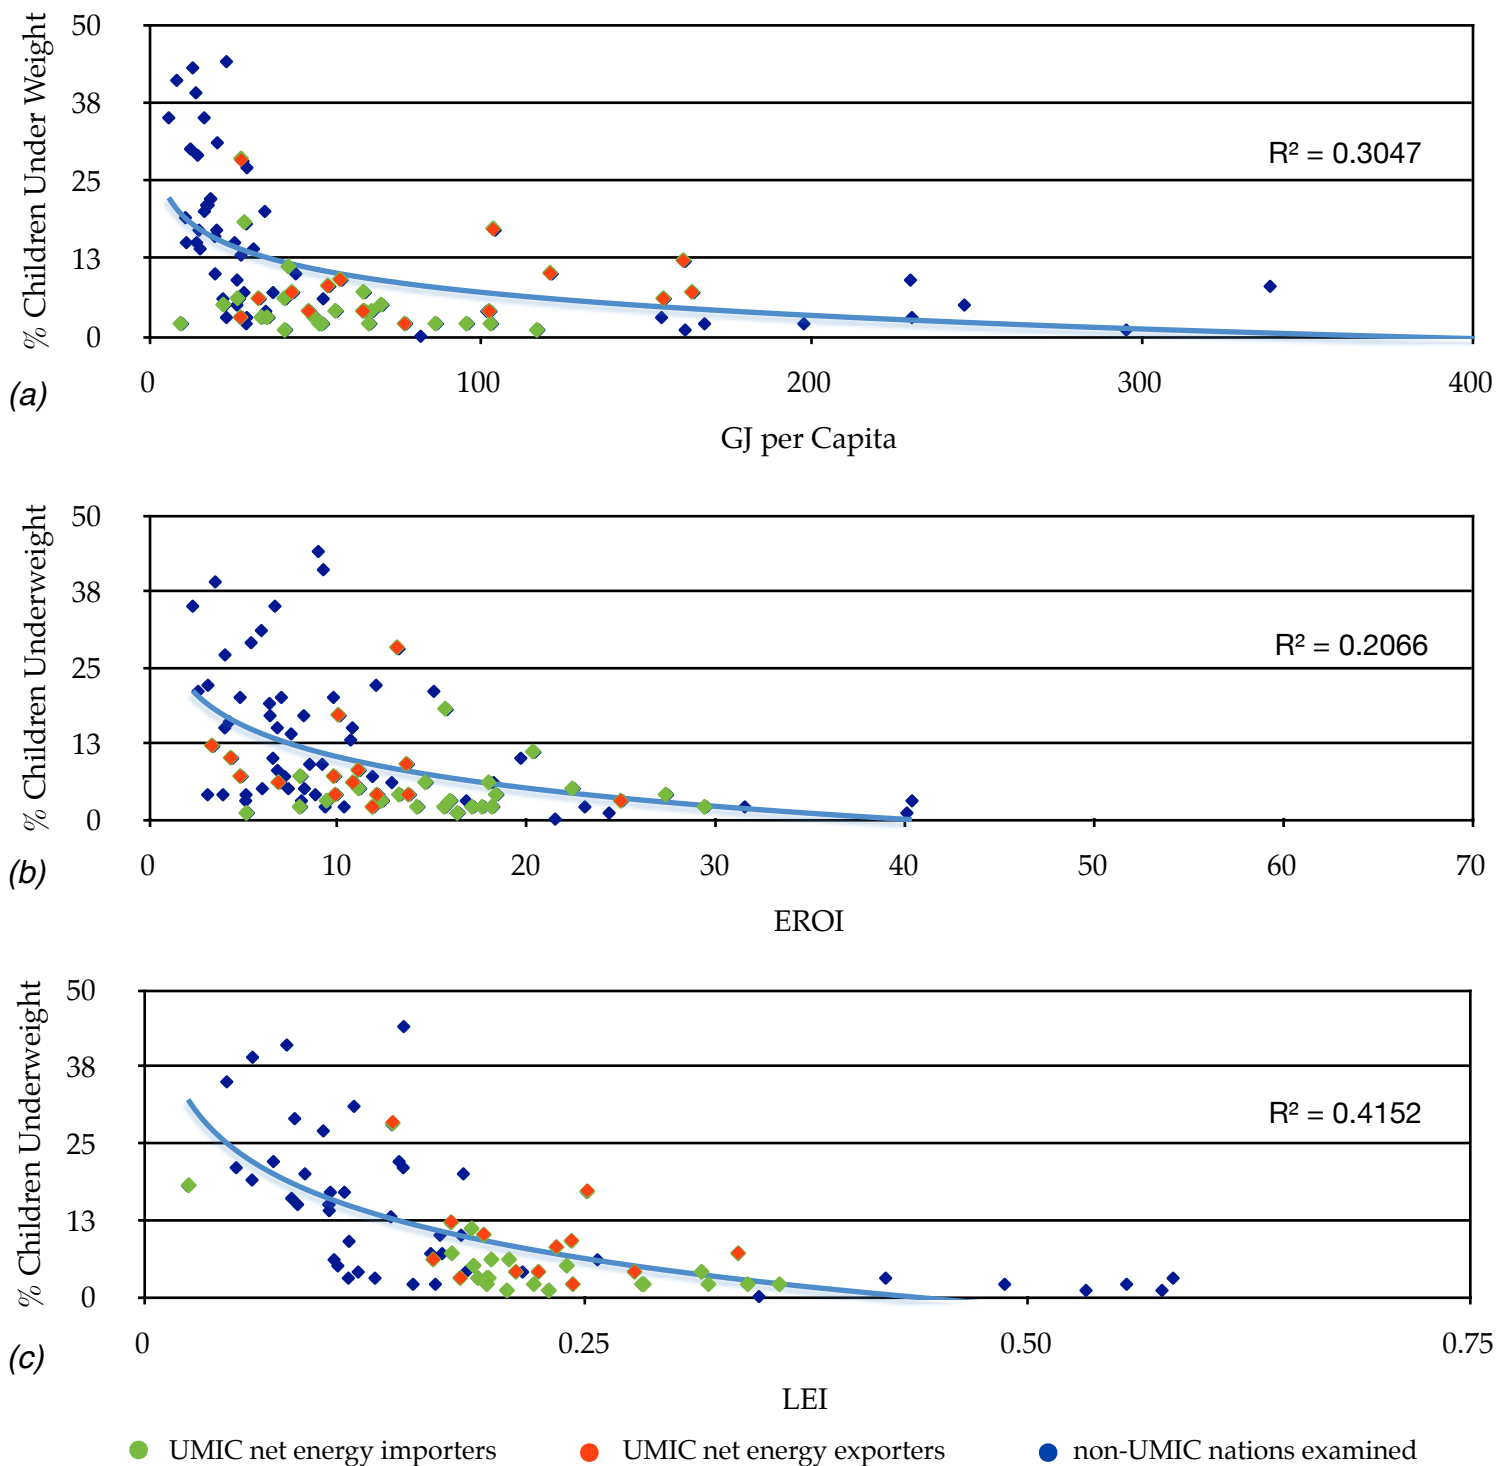 % Children Under Weight
50
38
25
13
0
R² = 0.3047
0 100 200 300 400
(a)
GJ per Capita
% Children Underweight
50
38
25
13
0
R² = 0.2066
0 10 20 30 40 50 60 70
(b)
EROI
% Children Underweight
50
38
25
13
0
R² = 0.4152
0 0.25 0.50 0.75
(c)
LEI
UMIC net energy importers UMIC net energy exporters non-UMIC nations examined